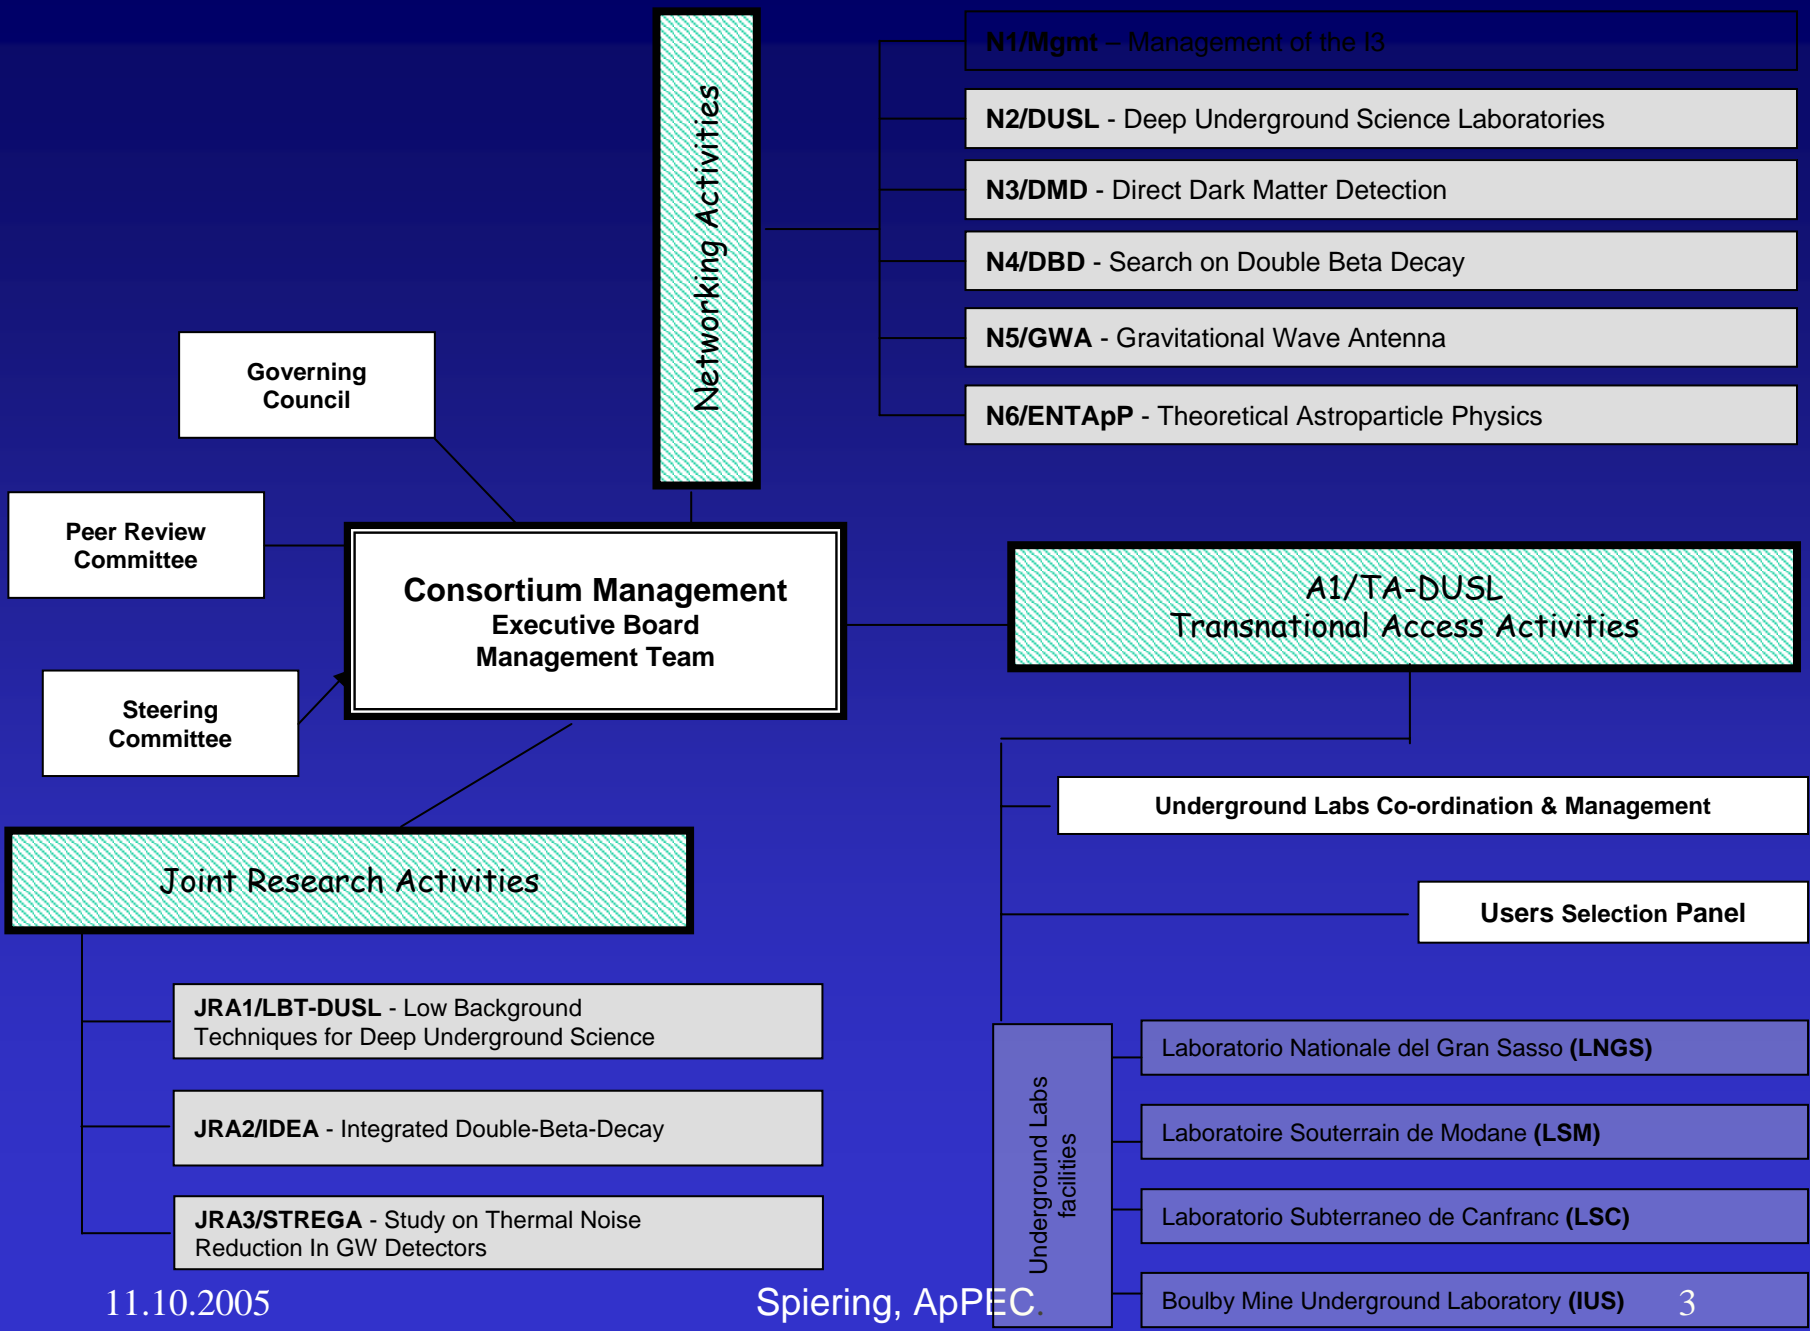 Networking Activities
N1/Mgmt – Management of the I3
N2/DUSL - Deep Underground Science Laboratories
N3/DMD - Direct Dark Matter Detection
N4/DBD - Search on Double Beta Decay
N5/GWA - Gravitational Wave Antenna
N6/ENTApP - Theoretical Astroparticle Physics
Governing
Council
Peer Review
Committee
Steering
Committee
Consortium Management
Executive Board
Management Team
A1/TA-DUSL
Transnational Access Activities
Underground Labs Co-ordination & Management
Users Selection Panel
Joint Research Activities
JRA1/LBT-DUSL - Low Background
Techniques for Deep Underground Science
JRA2/IDEA - Integrated Double-Beta-Decay
JRA3/STREGA - Study on Thermal Noise
Reduction In GW Detectors
Underground Labs
facilities
Laboratorio Nationale del Gran Sasso (LNGS)
Laboratoire Souterrain de Modane (LSM)
Laboratorio Subterraneo de Canfranc (LSC)
Boulby Mine Underground Laboratory (IUS)
11.10.2005
Spiering, ApPEC.
3